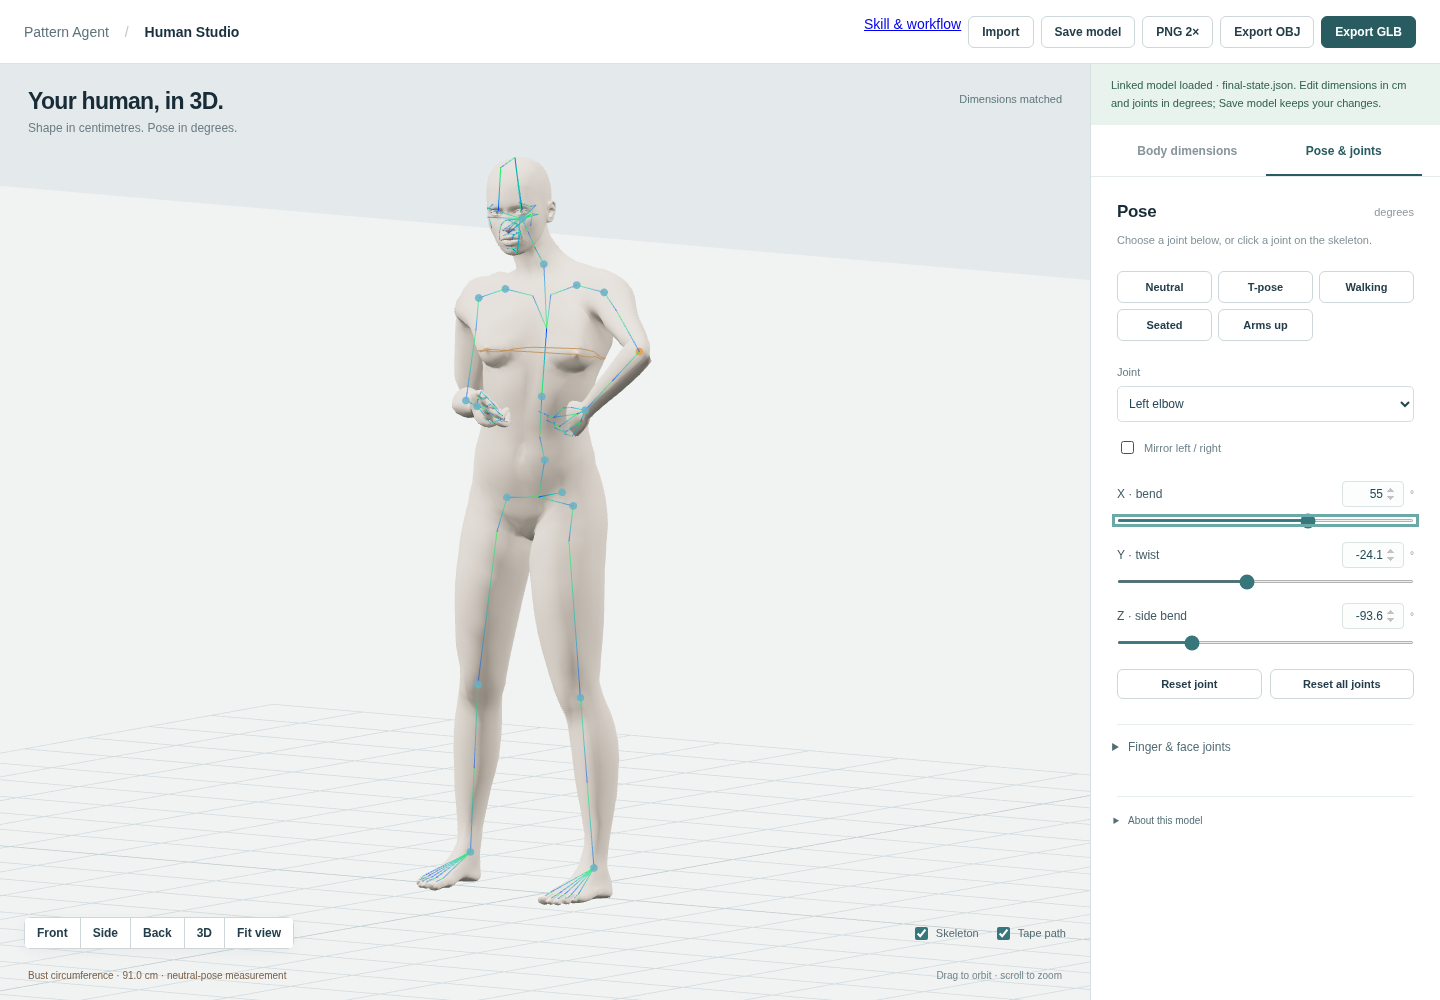 Pattern Agent / Human Studio
Skill & workflow
Import
Save model
PNG 2×
Export OBJ
Export GLB
Your human, in 3D.
Shape in centimetres. Pose in degrees.
Dimensions matched
Linked model loaded · final-state.json. Edit dimensions in cm
and joints in degrees; Save model keeps your changes.
Body dimensions
Pose & joints
Pose
degrees
Choose a joint below, or click a joint on the skeleton.
Neutral
T-pose
Walking
Seated
Arms up
Joint
Left elbow
Mirror left / right
X · bend
55
°
Y · twist
-24.1
°
Z · side bend
-93.6
°
Reset joint
Reset all joints
Finger & face joints
About this model
Front
Side
Back
3D
Fit view
Skeleton
Tape path
Bust circumference · 91.0 cm · neutral-pose measurement
Drag to orbit · scroll to zoom